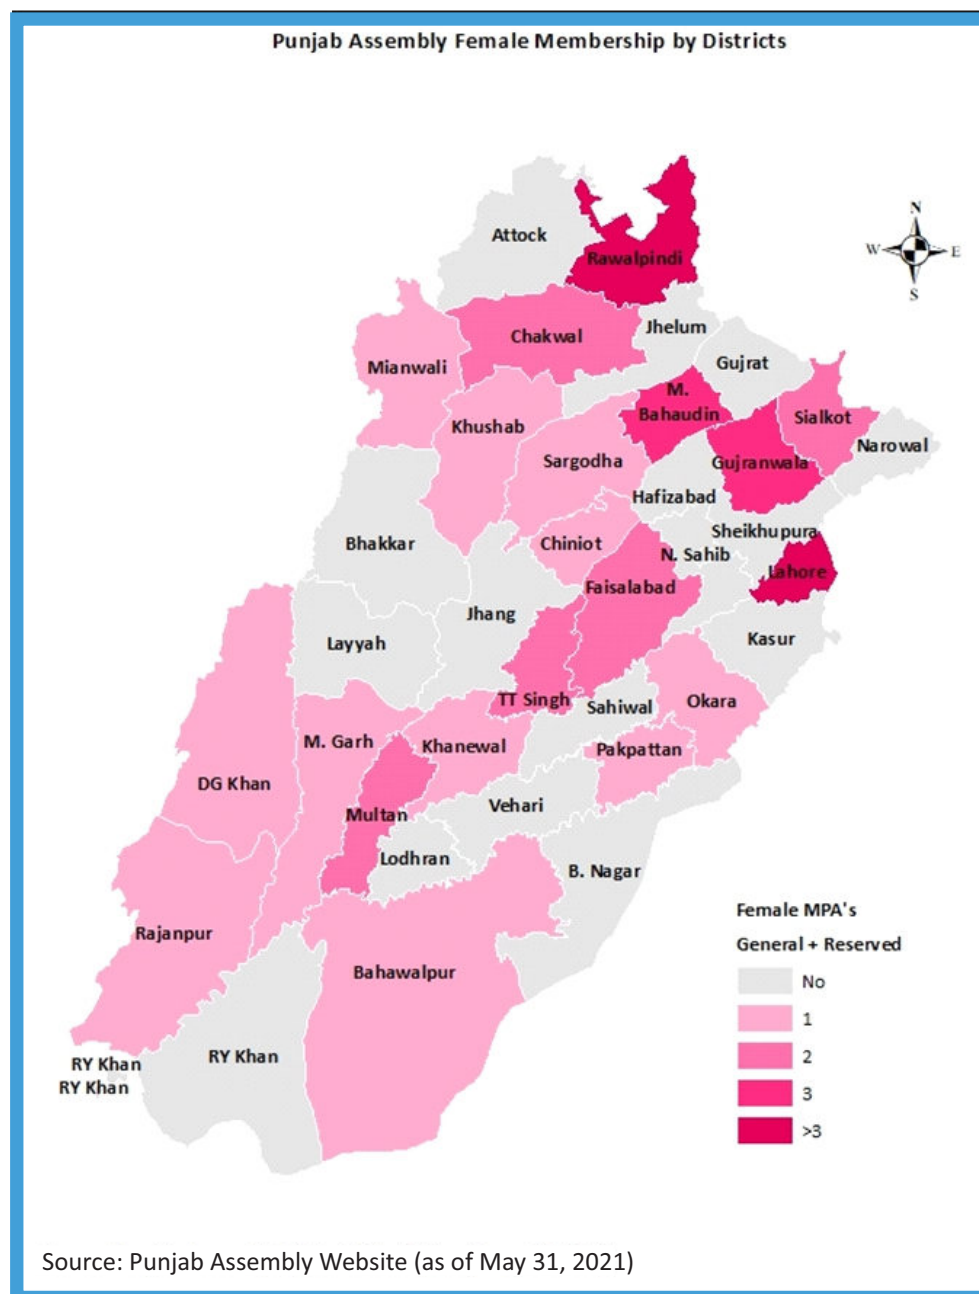 Punjab Assembly Female Membership by Districts
N
W
E
S
Attock
Rawalpindi
Jhelum
Chakwal
Gujrat
Mianwali
M.
Bahaudin
Sialkot
Khushab
Narowal
Sargodha
Gujranwala
Hafizabad
Sheikhupura
Chiniot
Bhakkar
N. Sahib
Lahore
Faisalabad
Jhang
Kasur
Layyah
TT Singh
Sahiwal
Okara
M. Garh
Khanewal
Pakpattan
DG Khan
Vehari
Multan
Lodhran
B. Nagar
Rajanpur
Bahawalpur
RY Khan
RY Khan
RY Khan
Female MPA's
General + Reserved
No
1
2
3
>3
Source: Punjab Assembly Website (as of May 31, 2021)